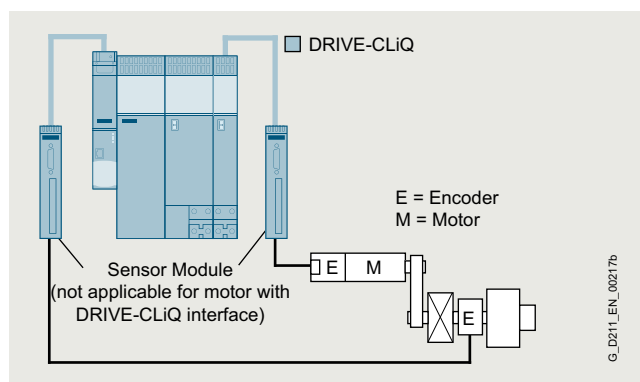 DRIVE-CLiQ
E = Encoder
M = Motor
Sensor Module
(not applicable for motor with
DRIVE-CLiQ interface)
E M
E
G_D211_EN_00217b